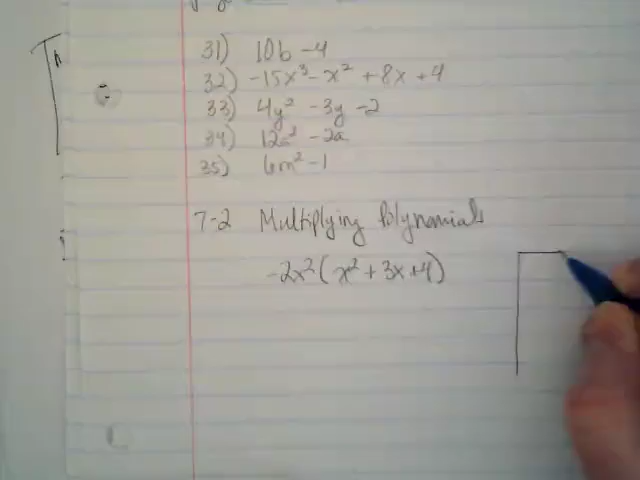 31) 10b - 4
32) -15x³ - x² + 8x + 4
33) 4y² - 3y - 2
34) 12a² - 2a
35) 6m² - 1
7-2 Multiplying Polynomials
-2x² ( x² + 3x + 4)